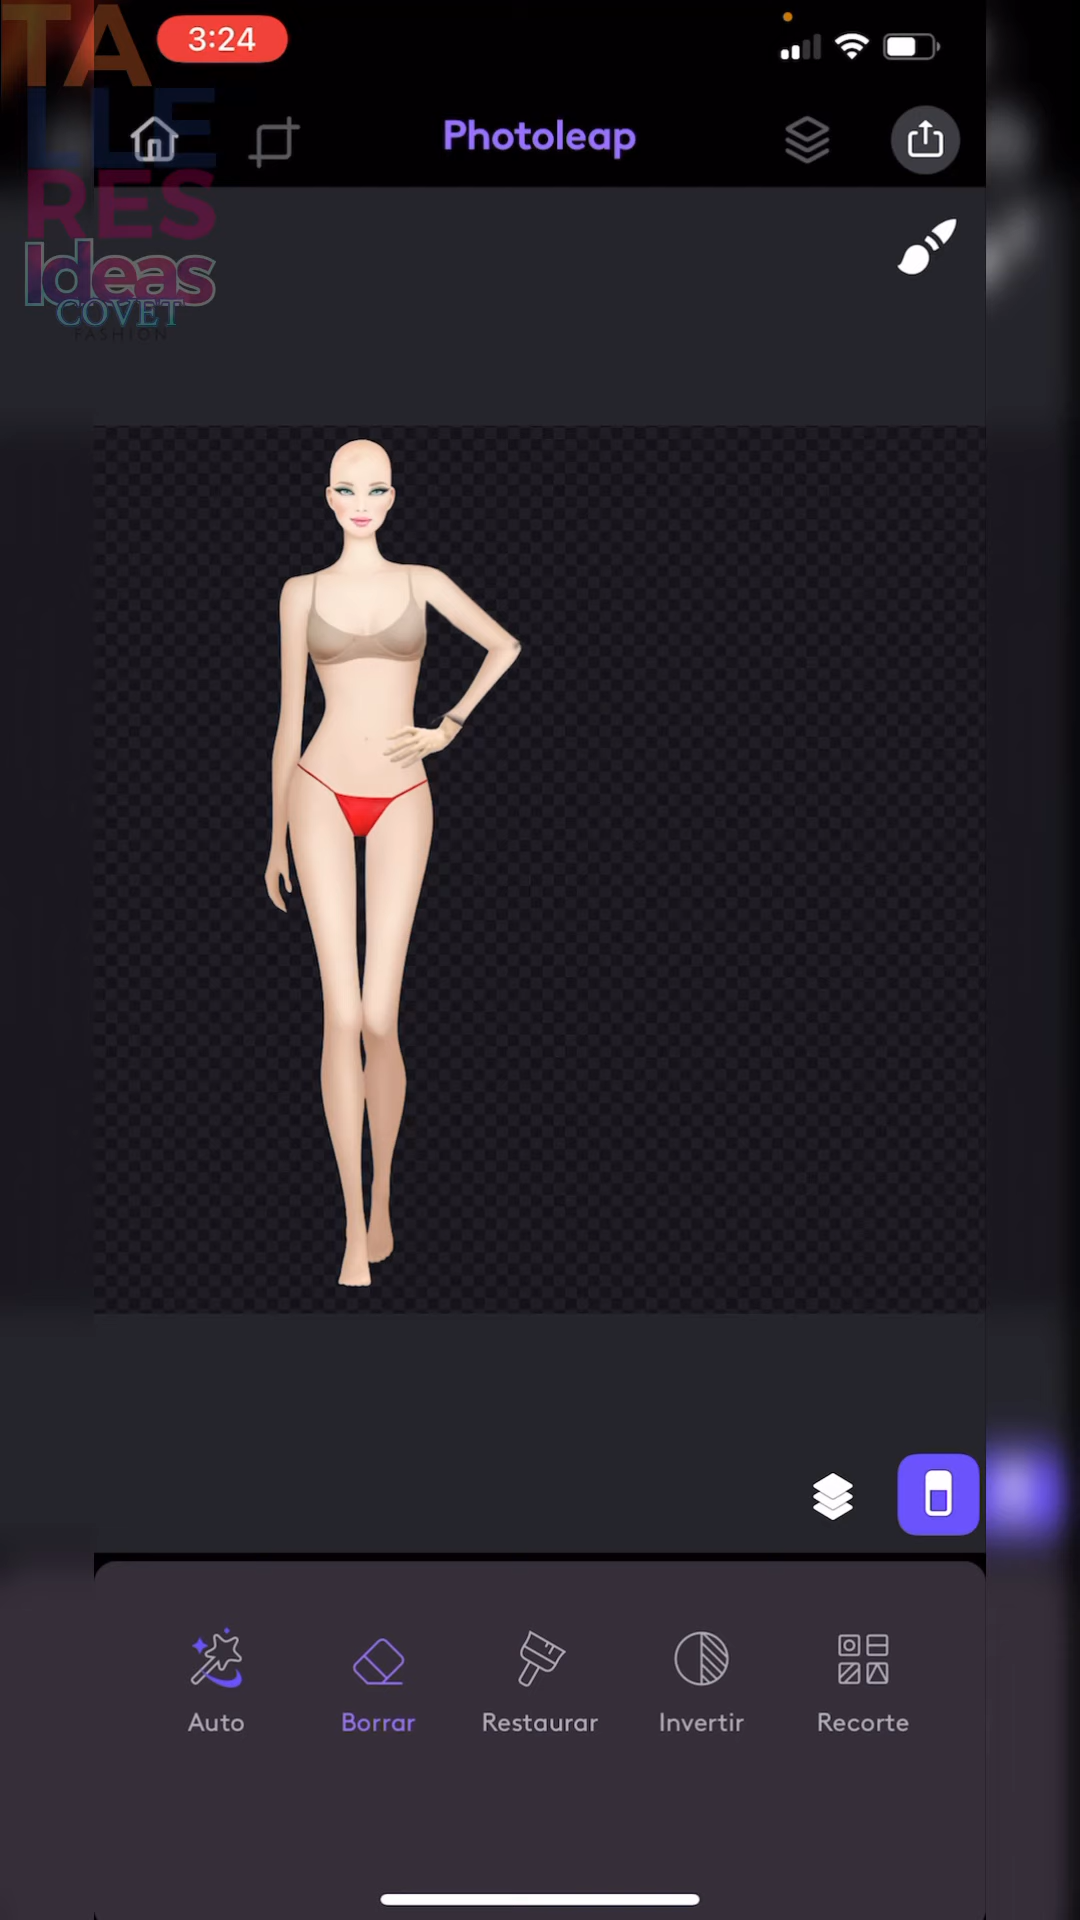 TA
LLE
RES
Ideas
COVET
FASHION
3:24
Photoleap
Auto
Borrar
Restaurar
Invertir
Recorte